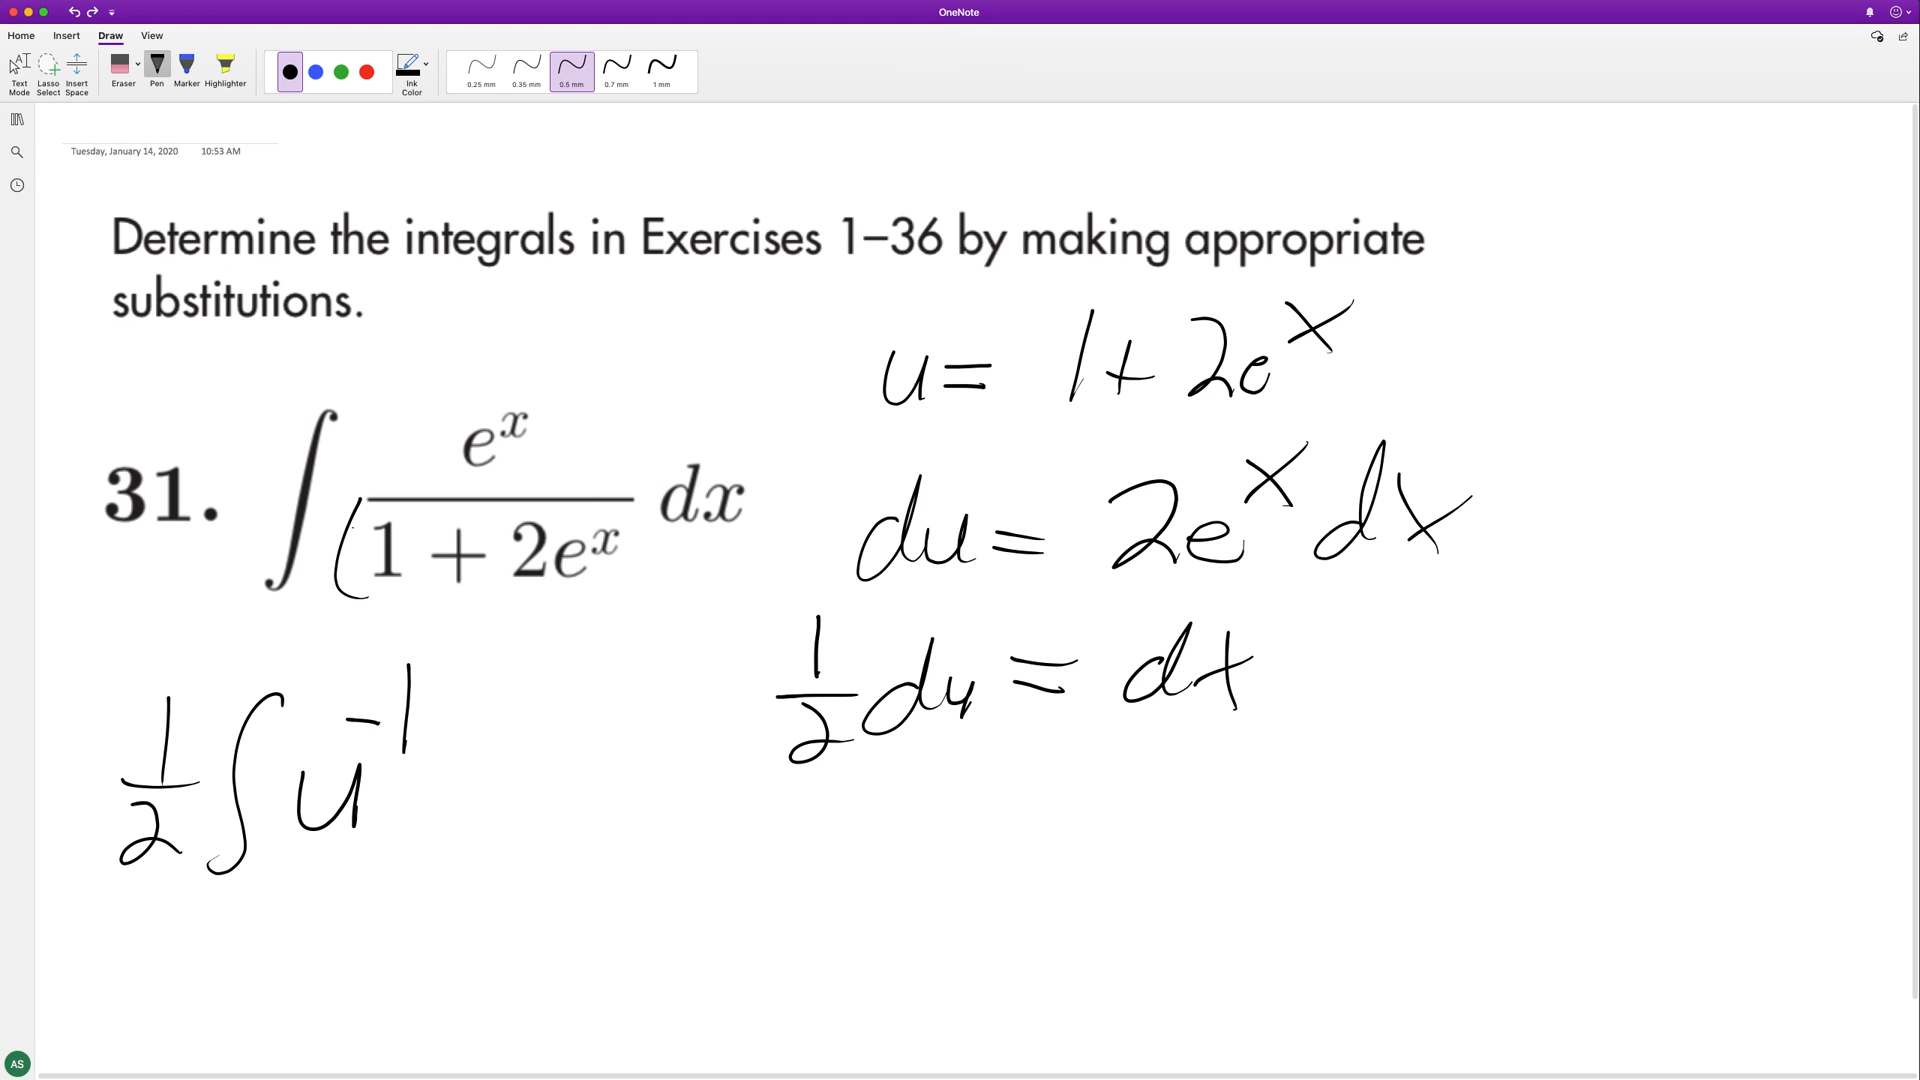 OneNote
Home Insert Draw View
Text Mode Lasso Select Insert Space Eraser Pen Marker Highlighter Ink Color 0.25 mm 0.35 mm 0.5 mm 0.7 mm 1 mm
Tuesday, January 14, 2020 10:53 AM
Determine the integrals in Exercises 1–36 by making appropriate
substitutions.
u = 1 + 2e^x
31. ∫ e^x / (1 + 2e^x dx
du = 2e^x dx
1/2 du = dx
1/2 ∫ u^-1
AS